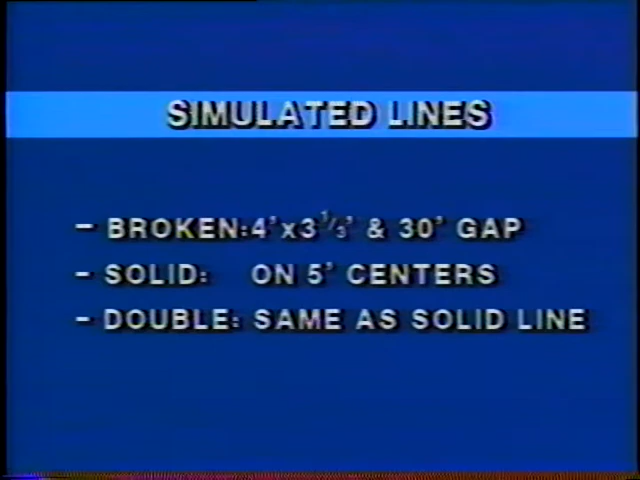 SIMULATED LINES
- BROKEN: 4'x3 1/3' & 30' GAP
- SOLID: ON 5' CENTERS
- DOUBLE: SAME AS SOLID LINE